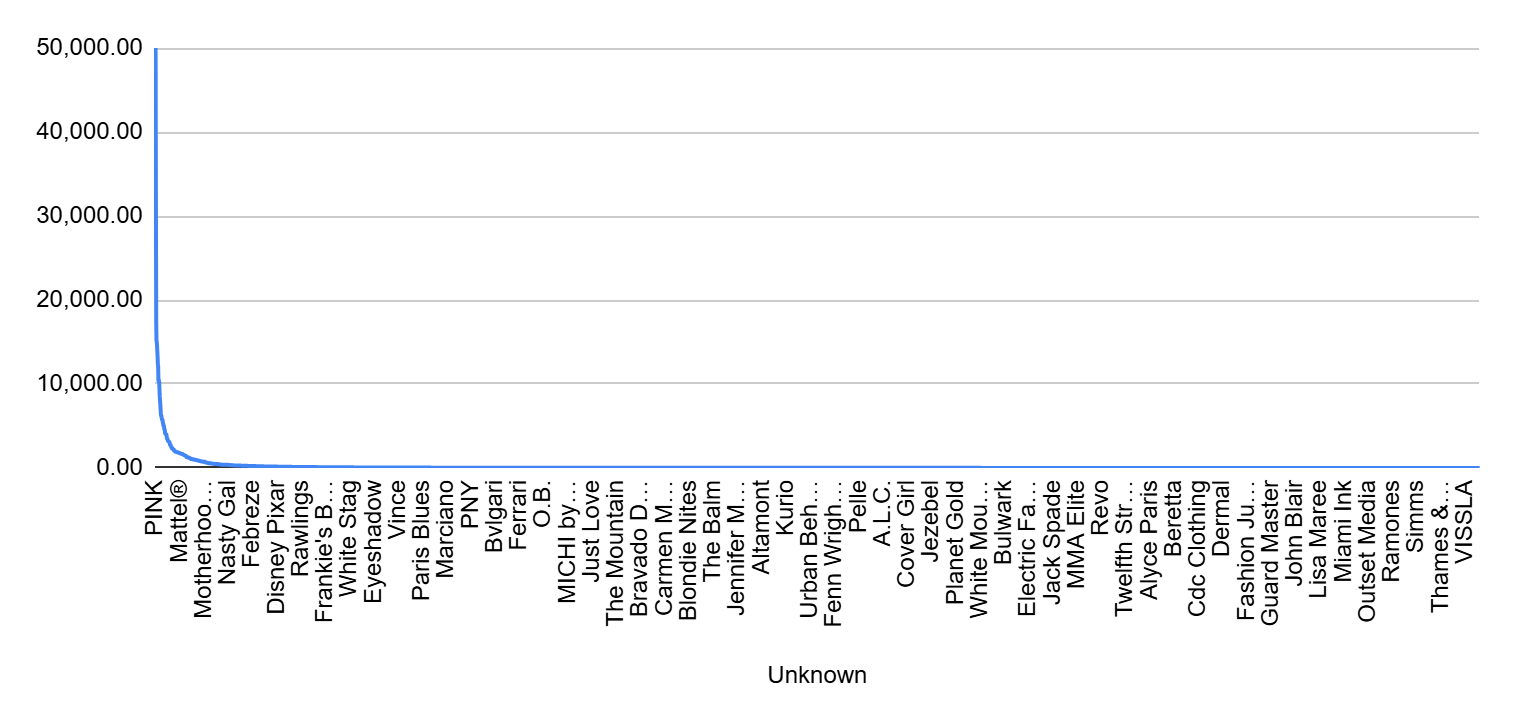 50,000.00
40,000.00
30,000.00
20,000.00
10,000.00
0.00
PINK
Mattel®
Motherhoo…
Nasty Gal
Febreze
Disney Pixar
Rawlings
Frankie's B…
White Stag
Eyeshadow
Vince
Paris Blues
Marciano
PNY
Bvlgari
Ferrari
O.B.
MICHI by…
Just Love
The Mountain
Bravado D…
Carmen M…
Blondie Nites
The Balm
Jennifer M…
Altamont
Kurio
Urban Beh…
Fenn Wrigh…
Pelle
A.L.C.
Cover Girl
Jezebel
Planet Gold
White Mou…
Bulwark
Electric Fa…
Jack Spade
MMA Elite
Revo
Twelfth Str…
Alyce Paris
Beretta
Cdc Clothing
Dermal
Fashion Ju…
Guard Master
John Blair
Lisa Maree
Miami Ink
Outset Media
Ramones
Simms
Thames &…
VISSLA
Unknown